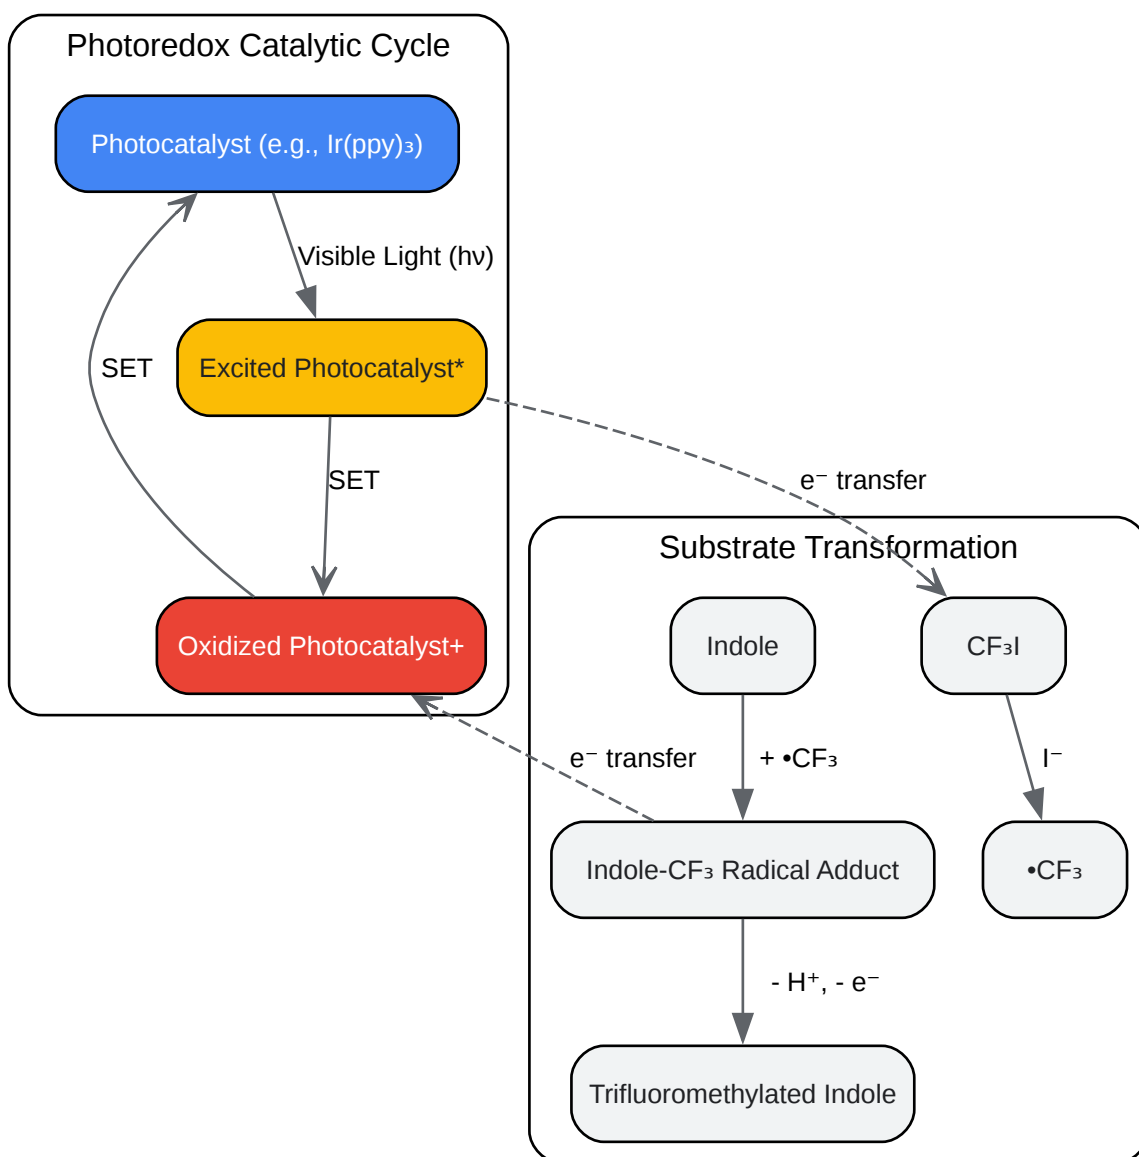 Photoredox Catalytic Cycle
Photocatalyst (e.g., Ir(ppy)₃)
Visible Light (hν)
SET
Excited Photocatalyst*
SET
e⁻ transfer
Oxidized Photocatalyst+
Substrate Transformation
Indole
CF₃I
e⁻ transfer
+ •CF₃
I⁻
Indole-CF₃ Radical Adduct
•CF₃
- H⁺, - e⁻
Trifluoromethylated Indole